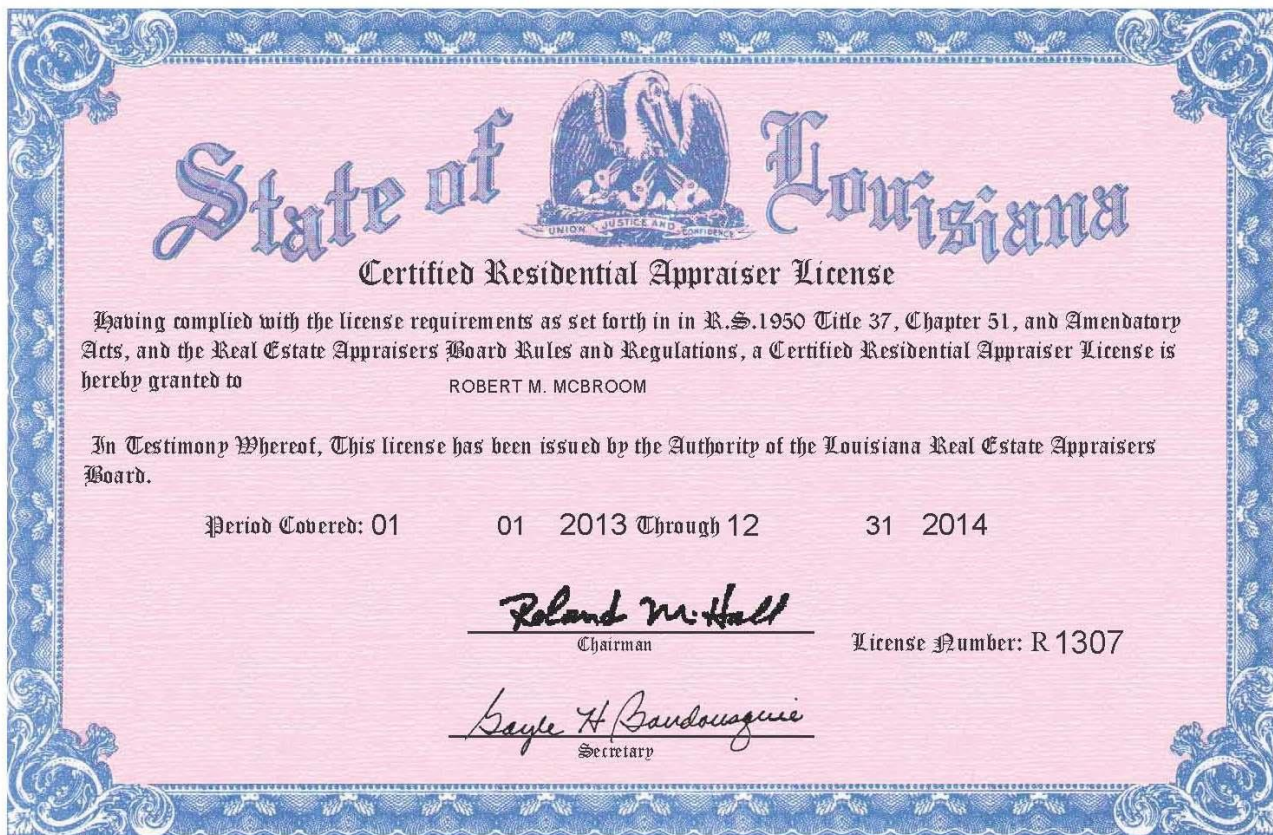 State of Louisiana
UNION JUSTICE AND CONFIDENCE
Certified Residential Appraiser License
Having complied with the license requirements as set forth in in R.S.1950 Title 37, Chapter 51, and Amendatory
Acts, and the Real Estate Appraisers Board Rules and Regulations, a Certified Residential Appraiser License is
hereby granted to ROBERT M. MCBROOM
In Testimony Whereof, This license has been issued by the Authority of the Louisiana Real Estate Appraisers
Board.
Period Covered: 01 01 2013 Through 12 31 2014
Roland M. Hall
Chairman
License Number: R 1307
Gayle H Boudousquie
Secretary